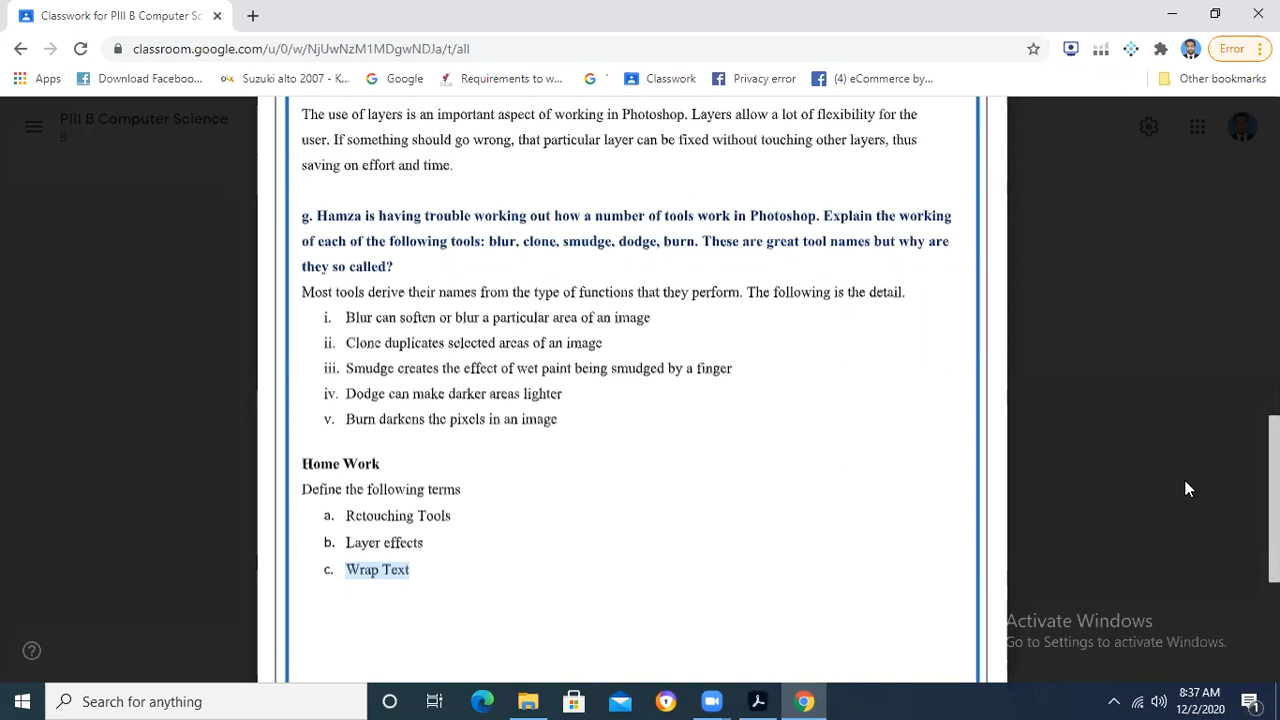 Classwork for PIII B Computer Sc
classroom.google.com/u/0/w/NjUwNzM1MDgwNDJa/t/all
Error
Apps
Download Faceboo...
Suzuki alto 2007 - K...
Google
Requirements to w...
Classwork
Privacy error
(4) eCommerce by...
Other bookmarks
PIII B Computer Science
B
The use of layers is an important aspect of working in Photoshop. Layers allow a lot of flexibility for the
user. If something should go wrong, that particular layer can be fixed without touching other layers, thus
saving on effort and time.
g. Hamza is having trouble working out how a number of tools work in Photoshop. Explain the working
of each of the following tools: blur, clone, smudge, dodge, burn. These are great tool names but why are
they so called?
Most tools derive their names from the type of functions that they perform. The following is the detail.
i. Blur can soften or blur a particular area of an image
ii. Clone duplicates selected areas of an image
iii. Smudge creates the effect of wet paint being smudged by a finger
iv. Dodge can make darker areas lighter
v. Burn darkens the pixels in an image
Home Work
Define the following terms
a. Retouching Tools
b. Layer effects
c. Wrap Text
Activate Windows
Go to Settings to activate Windows.
Search for anything
8:37 AM
12/2/2020